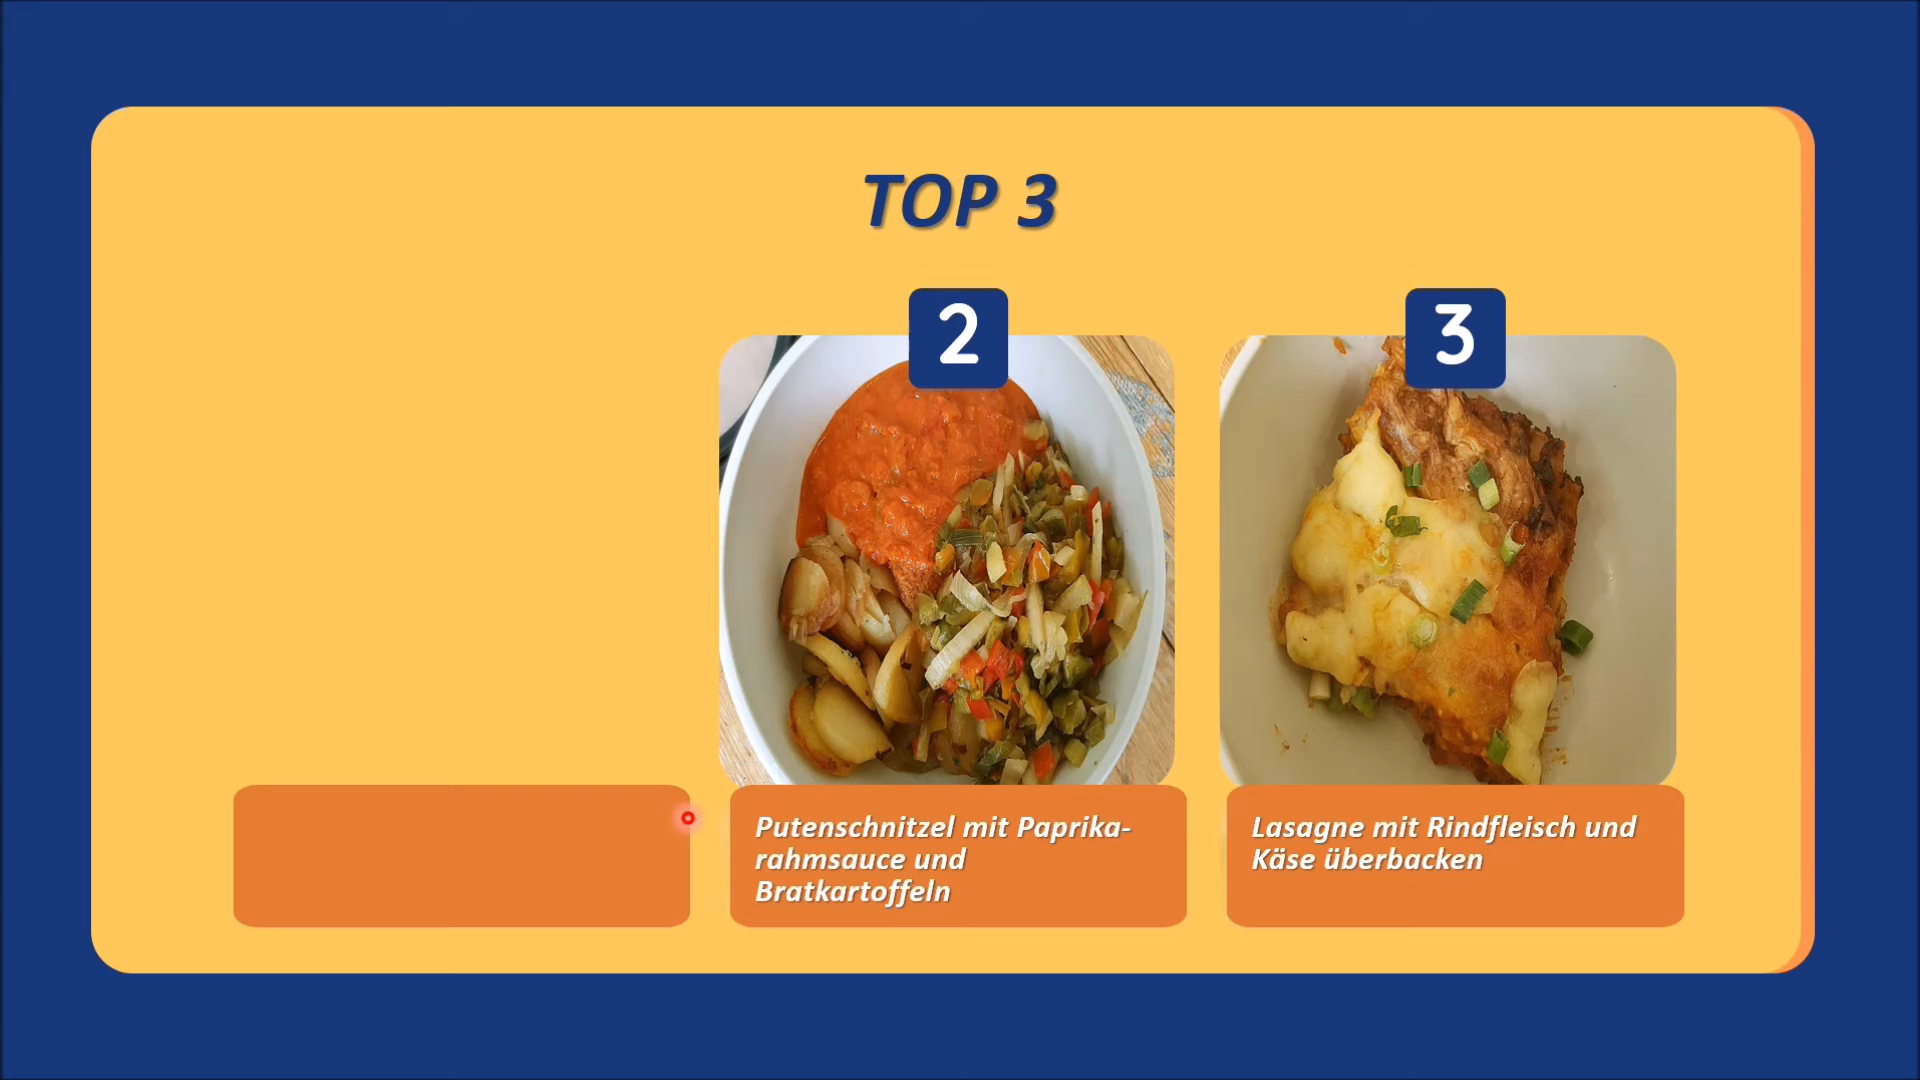 TOP 3
2
Putenschnitzel mit Paprika-
rahmsauce und
Bratkartoffeln
3
Lasagne mit Rindfleisch und
Käse überbacken